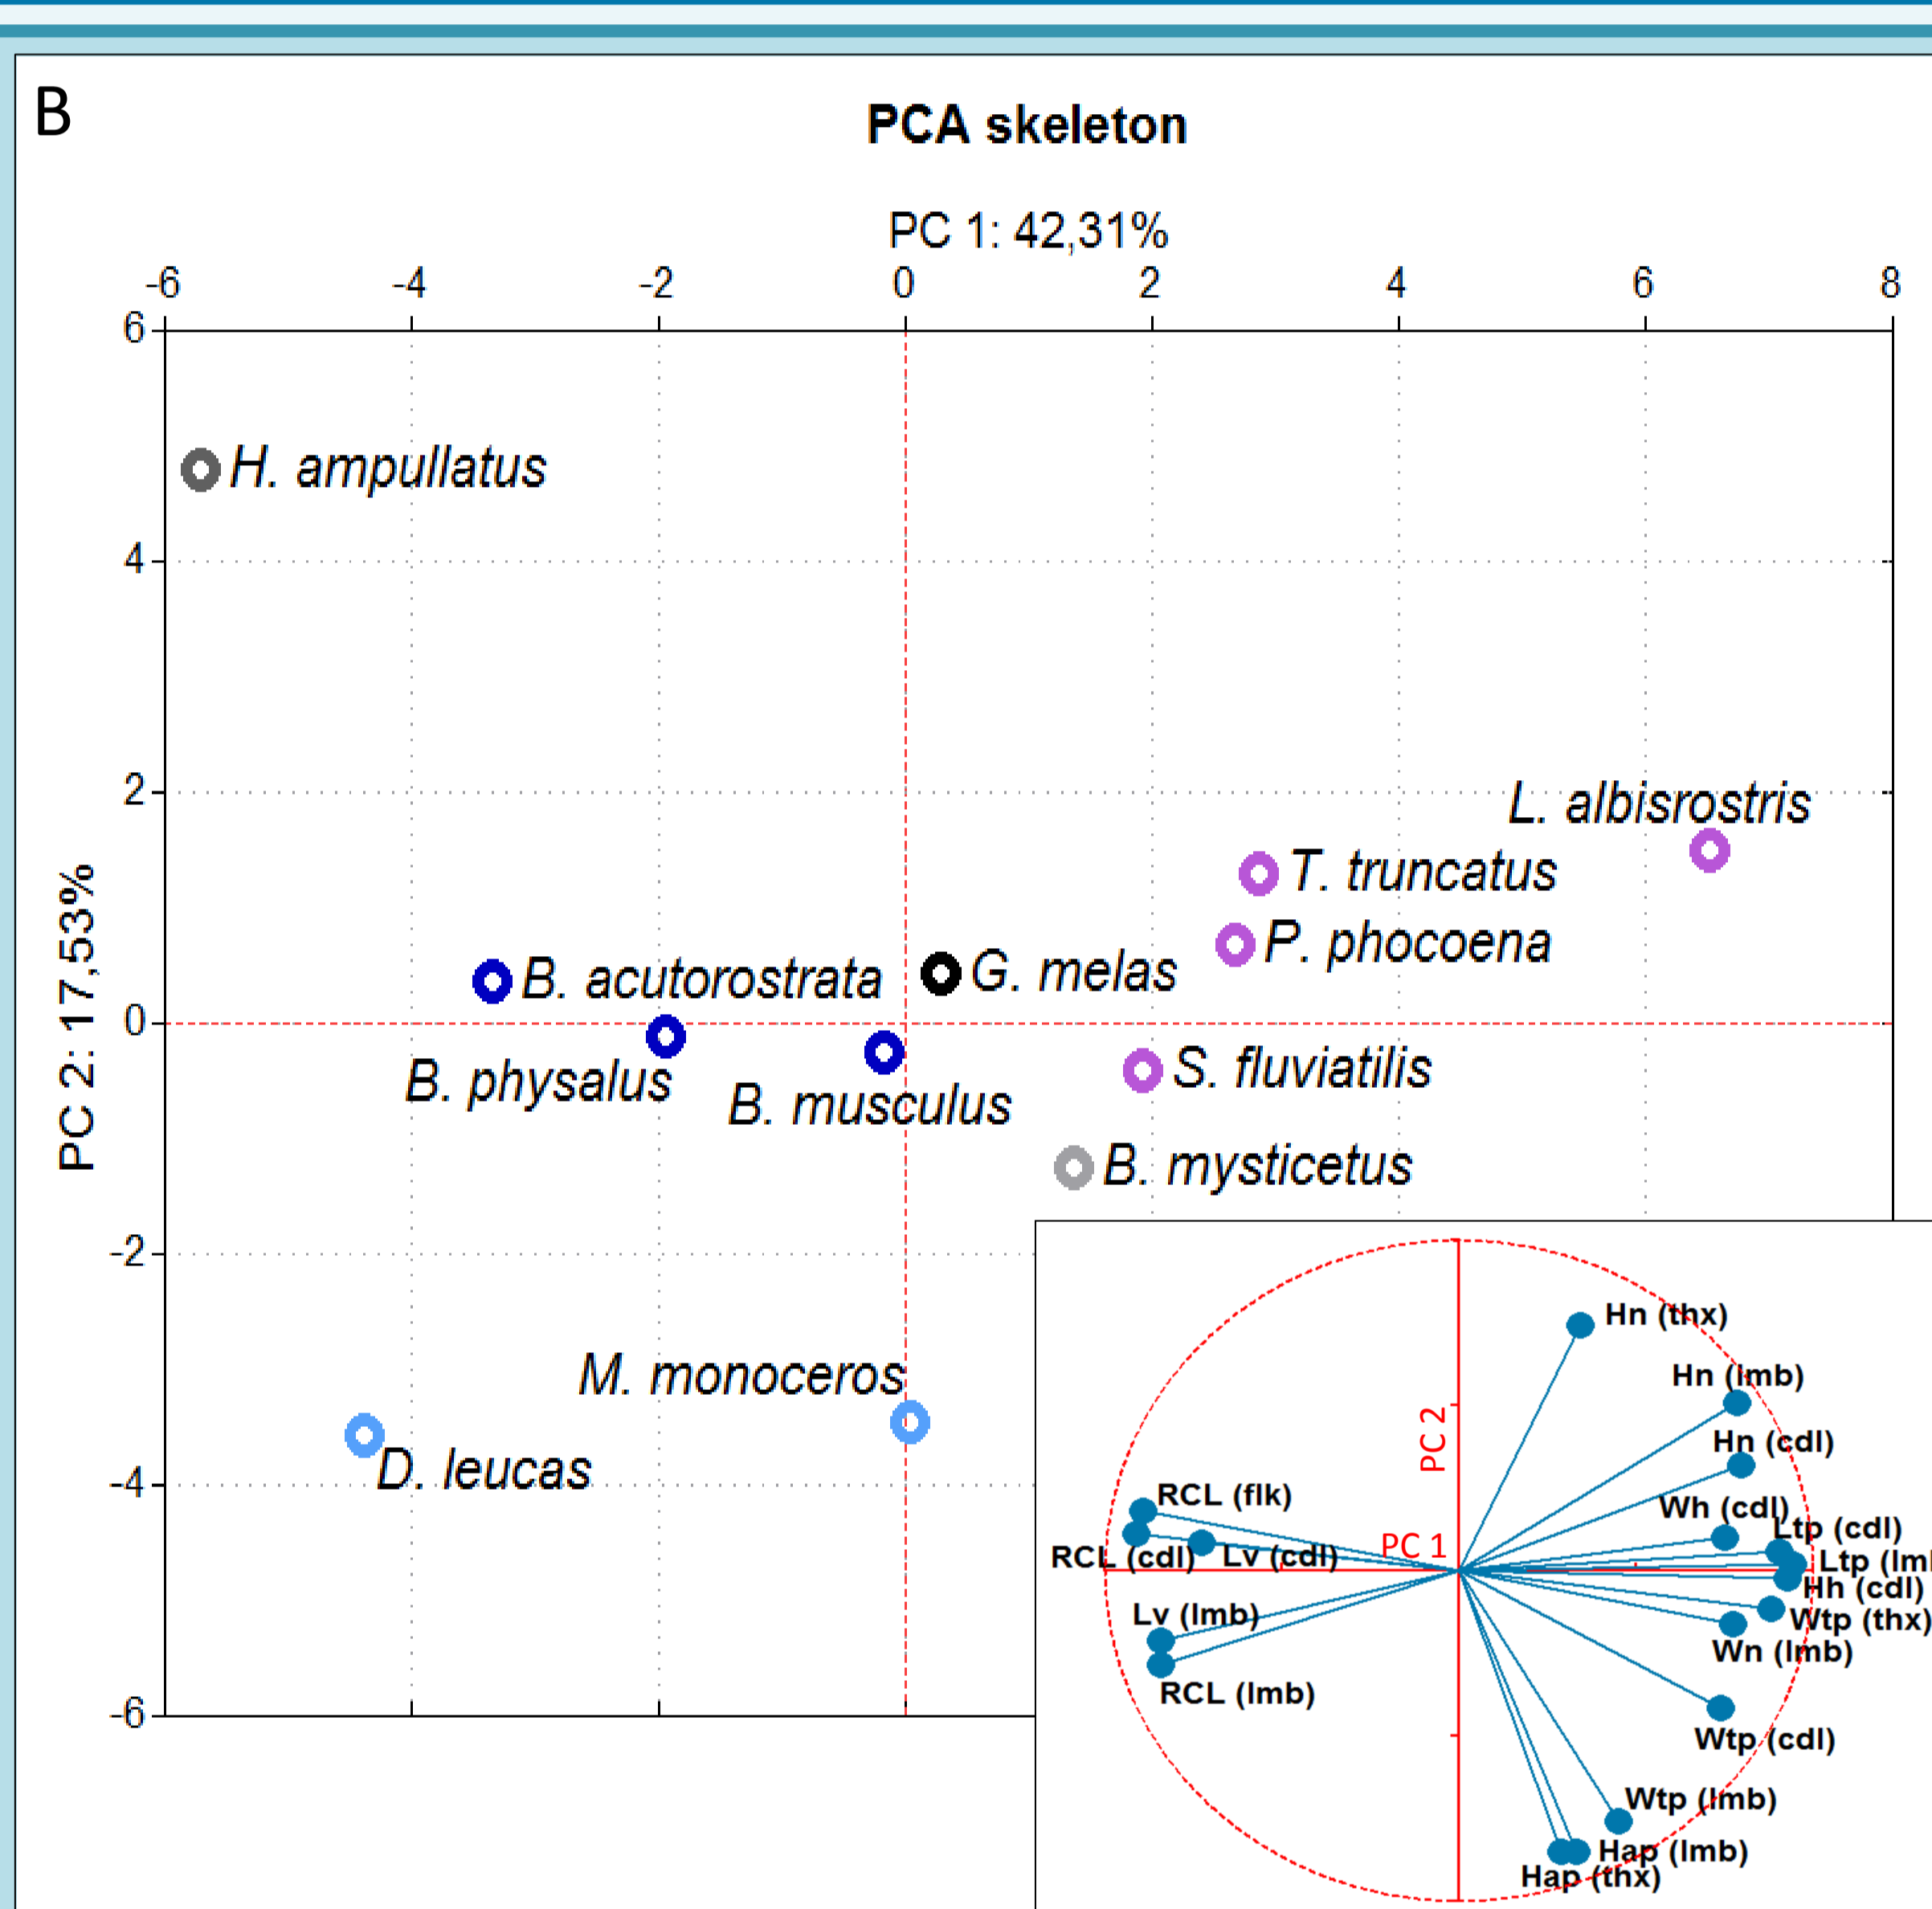 B
PCA skeleton
PC 1: 42,31%
-6 -4 -2 0 2 4 6 8
6
4
2
0
-2
-4
-6
PC 2: 17,53%
H. ampullatus
L. albisrostris
T. truncatus
P. phocoena
G. melas
B. acutorostrata
B. physalus
B. musculus
S. fluviatilis
B. mysticetus
M. monoceros
D. leucas
PC 2
PC 1
Hn (thx)
Hn (lmb)
Hn (cdl)
Wh (cdl)
Ltp (cdl)
Ltp (lm
Hh (cdl)
Wtp (thx)
Wn (lmb)
Wtp (cdl)
Wtp (lmb)
Hap (lmb)
Hap (thx)
RCL (flk)
RCL (cdl)
Lv (cdl)
Lv (lmb)
RCL (lmb)